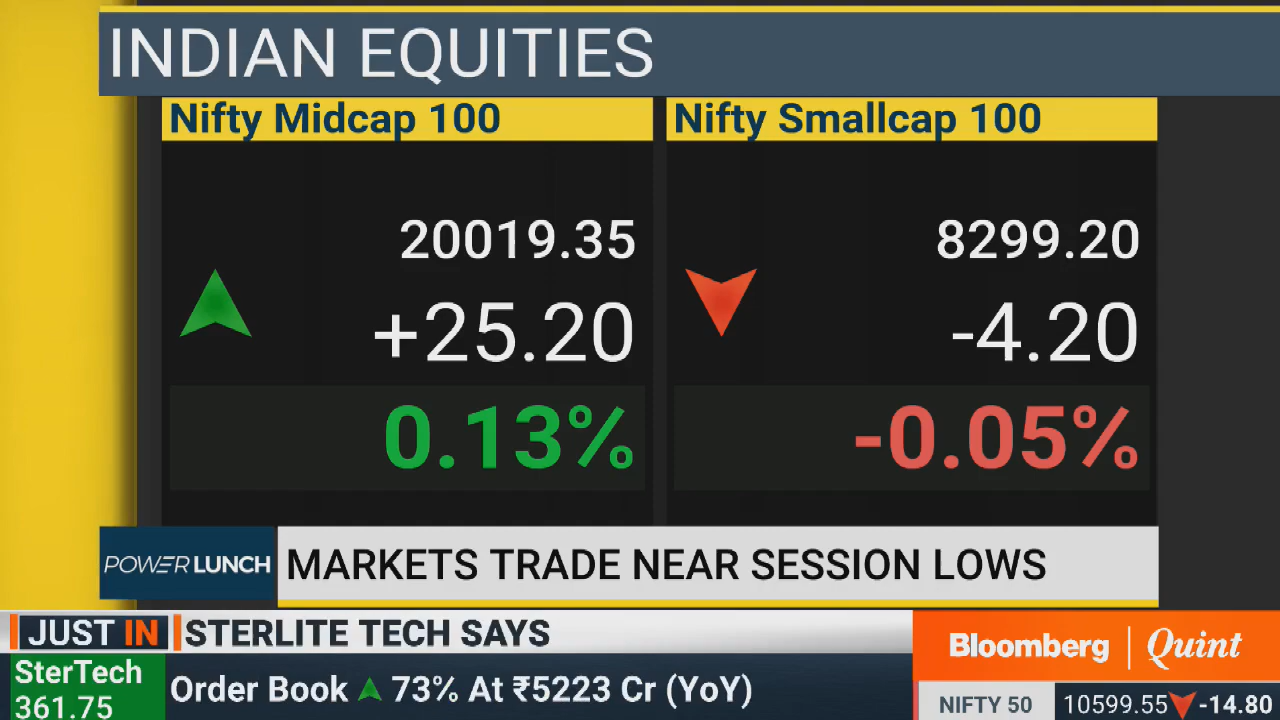 INDIAN EQUITIES
Nifty Midcap 100
20019.35
+25.20
0.13%
Nifty Smallcap 100
8299.20
-4.20
-0.05%
POWER LUNCH
MARKETS TRADE NEAR SESSION LOWS
JUST IN
STERLITE TECH SAYS
SterTech
361.75
Order Book 73% At ₹5223 Cr (YoY)
Bloomberg | Quint
NIFTY 50 10599.55 -14.80